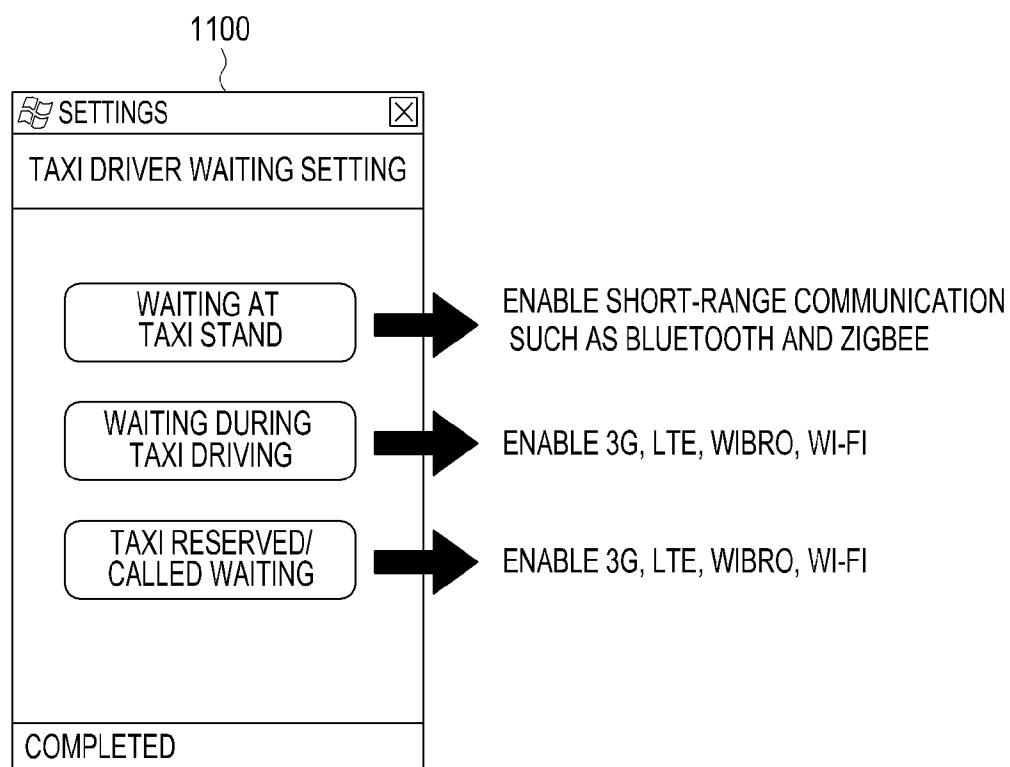 1100
SETTINGS
TAXI DRIVER WAITING SETTING
WAITING AT
TAXI STAND
ENABLE SHORT-RANGE COMMUNICATION
SUCH AS BLUETOOTH AND ZIGBEE
WAITING DURING
TAXI DRIVING
ENABLE 3G, LTE, WIBRO, WI-FI
TAXI RESERVED/
CALLED WAITING
ENABLE 3G, LTE, WIBRO, WI-FI
COMPLETED